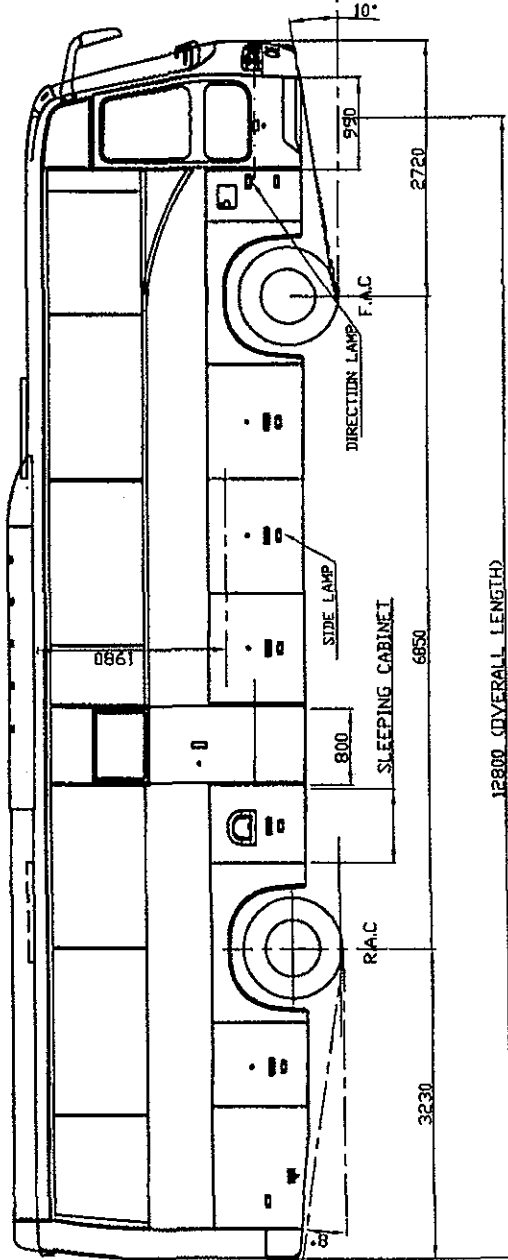 10°
990
2720
F.A.C
DIRECTION LAMP
SIDE LAMP
1980
800
SLEEPING CABINET
6850
12800 (OVERALL LENGTH)
R.A.C
3230
8°